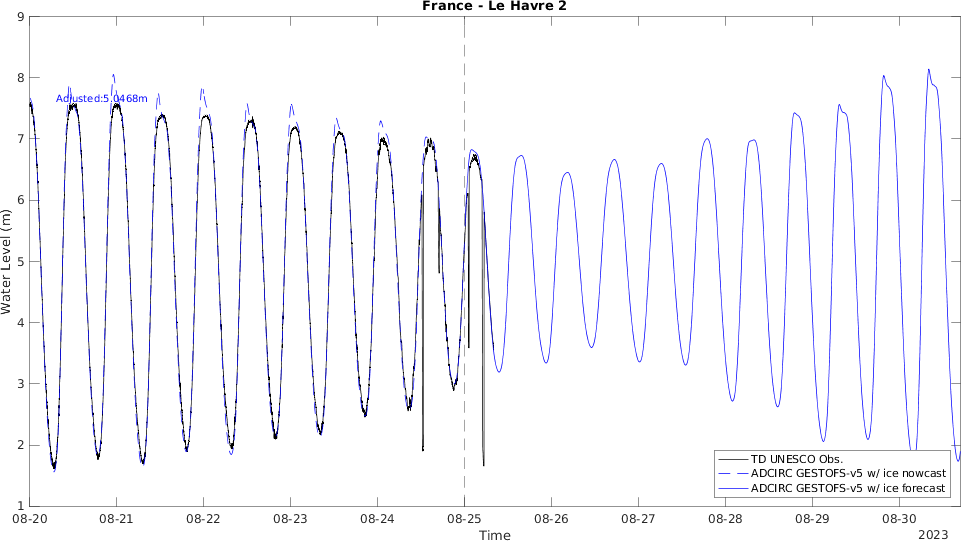 France - Le Havre 2
9
8
7
6
5
4
3
2
1
Water Level (m)
Adjusted:5.0468m
TD UNESCO Obs.
ADCIRC GESTOFS-v5 w/ ice nowcast
ADCIRC GESTOFS-v5 w/ ice forecast
08-20 08-21 08-22 08-23 08-24 08-25 08-26 08-27 08-28 08-29 08-30
Time
2023